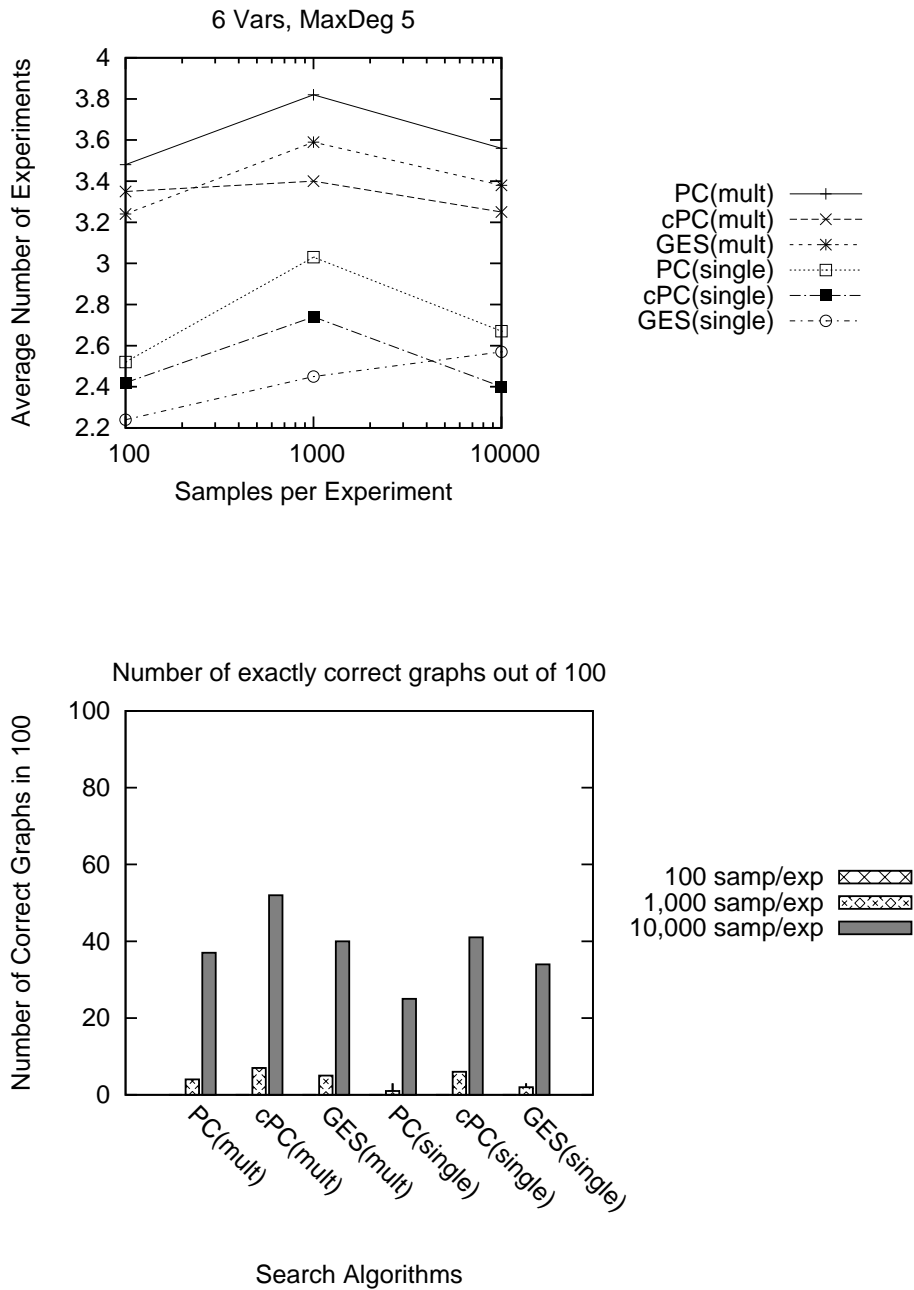 6 Vars, MaxDeg 5
Average Number of Experiments
4
3.8
3.6
3.4
3.2
3
2.8
2.6
2.4
2.2
100
1000
10000
Samples per Experiment
PC(mult)
cPC(mult)
GES(mult)
PC(single)
cPC(single)
GES(single)
Number of exactly correct graphs out of 100
Number of Correct Graphs in 100
100
80
60
40
20
0
PC(mult)
cPC(mult)
GES(mult)
PC(single)
cPC(single)
GES(single)
Search Algorithms
100 samp/exp
1,000 samp/exp
10,000 samp/exp